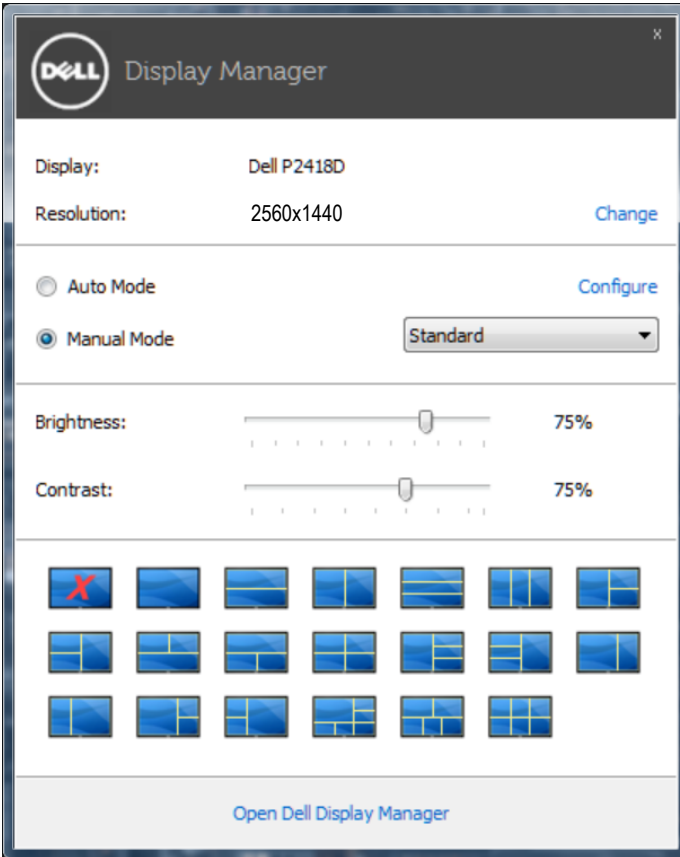 x
DELL Display Manager
Display: Dell P2418D
Resolution: 2560x1440 Change
Auto Mode Configure
Manual Mode Standard
Brightness: 75%
Contrast: 75%
X
Open Dell Display Manager